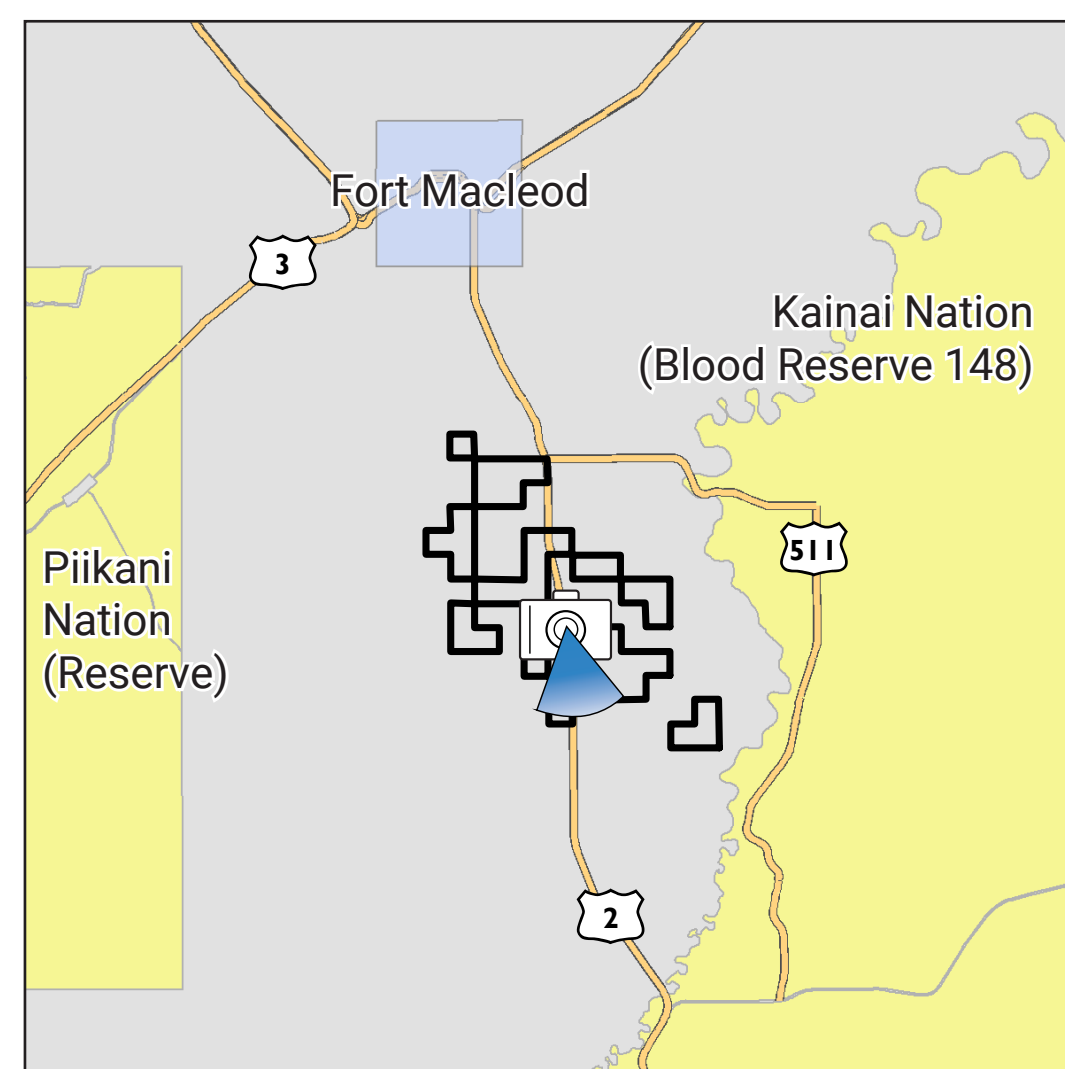 Fort Macleod
3
Kainai Nation
(Blood Reserve 148)
511
Piikani
Nation
(Reserve)
2